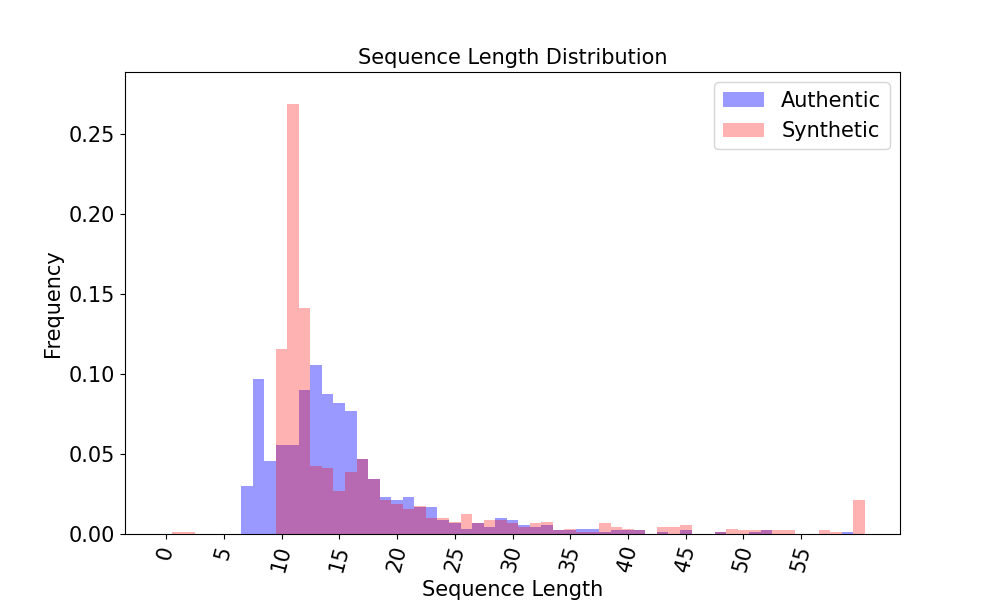 Sequence Length Distribution
Authentic
Synthetic
Frequency
0.25
0.20
0.15
0.10
0.05
0.00
0 5 10 15 20 25 30 35 40 45 50 55
Sequence Length